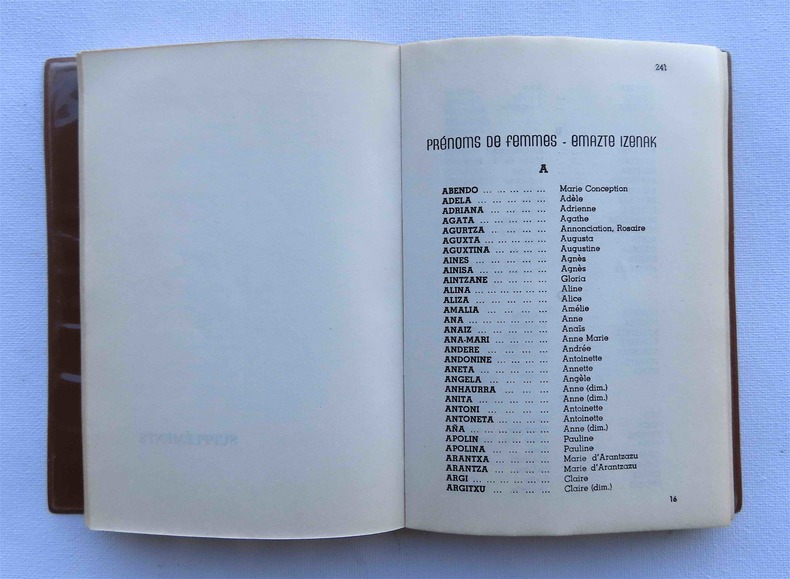 SUPPLÉMENTS
241
PRÉNOMS DE FEMMES - EMAZTE IZENAK
A
ABENDO ... ... ... ... ... Marie Conception
ADELA ... ... ... ... ... Adèle
ADRIANA ... ... ... ... Adrienne
AGATA ... ... ... ... ... Agathe
AGURTZA .. ... ... ... ... Annonciation, Rosaire
AGUXTA ... ... ... ... ... Augusta
AGUXTINA ... ... ... ... Augustine
AINES ... ... ... ... ... ... Agnès
AINISA ... ... ... ... ... Agnès
AINTZANE ... ... ... ... Gloria
ALINA ... ... ... ... ... ... Aline
ALIZA ... ... ... ... ... Alice
AMALIA ... ... ... ... ... Amélie
ANA ... ... ... ... ... ... Anne
ANAIZ ... ... ... ... ... Anaïs
ANA-MARI ... ... ... ... Anne Marie
ANDERE ... ... ... ... ... Andrée
ANDONINE ... ... ... ... Antoinette
ANETA ... ... ... ... ... Annette
ANGELA ... ... ... ... ... Angèle
ANHAURRA ... ... ... ... Anne (dim.)
ANITA ... ... ... ... ... Anne (dim.)
ANTONI ... ... ... ... ... Antoinette
ANTONETA ... ... ... ... Antoinette
AÑA ... ... ... ... ... ... Anne (dim.)
APOLIN ... ... ... ... ... Pauline
APOLINA ... ... ... ... ... Pauline
ARANTXA ... ... ... ... Marie d'Arantzazu
ARANTZA ... ... ... ... Marie d'Arantzazu
ARGI ... ... ... ... ... ... Claire
ARGITXU ... ... ... ... Claire (dim.)
16